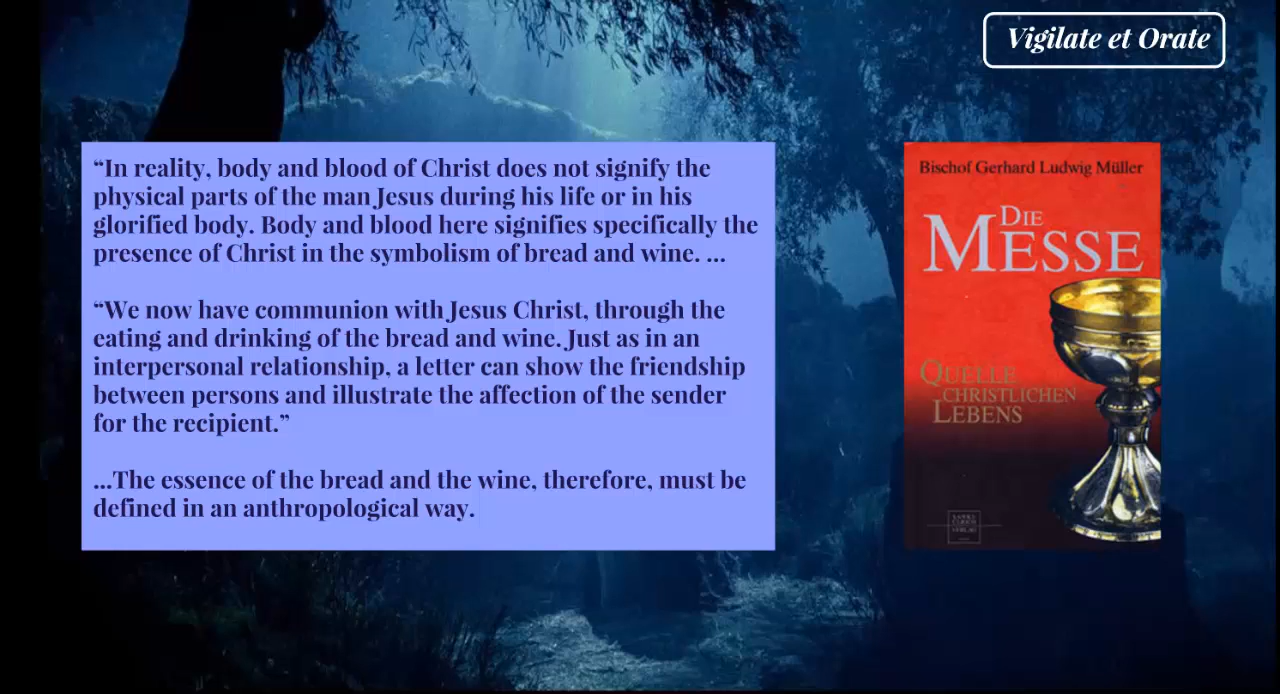 Vigilate et Orate
“In reality, body and blood of Christ does not signify the
physical parts of the man Jesus during his life or in his
glorified body. Body and blood here signifies specifically the
presence of Christ in the symbolism of bread and wine. ...
“We now have communion with Jesus Christ, through the
eating and drinking of the bread and wine. Just as in an
interpersonal relationship, a letter can show the friendship
between persons and illustrate the affection of the sender
for the recipient.”
...The essence of the bread and the wine, therefore, must be
defined in an anthropological way.
Bischof Gerhard Ludwig Müller
DIE
MESSE
QUELLE
CHRISTLICHEN
LEBENS